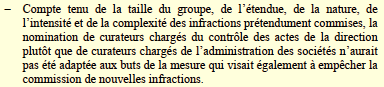 – Compte tenu de la taille du groupe, de l'étendue, de la nature, de
l'intensité et de la complexité des infractions prétendument commises, la
nomination de curateurs chargés du contrôle des actes de la direction
plutôt que de curateurs chargés de l'administration des sociétés n'aurait
pas été adaptée aux buts de la mesure qui visait également à empêcher la
commission de nouvelles infractions.